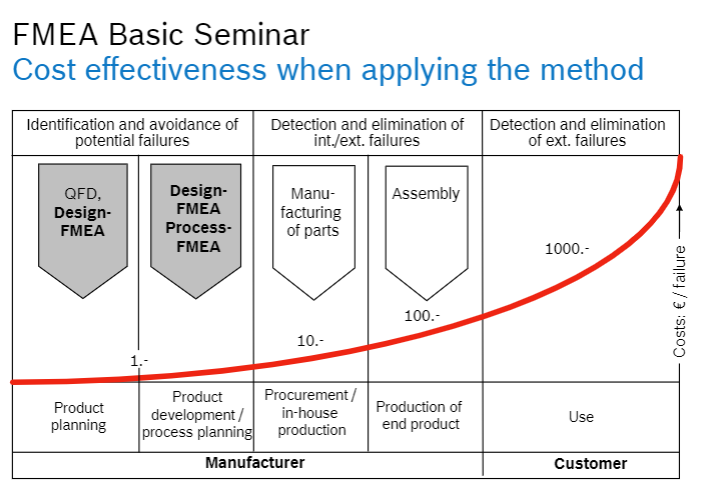 FMEA Basic Seminar
Cost effectiveness when applying the method
Identification and avoidance of
potential failures
Detection and elimination of
int./ext. failures
Detection and elimination
of ext. failures
QFD,
Design-
FMEA
Design-
FMEA
Process-
FMEA
Manu-
facturing
of parts
Assembly
1.-
10.-
100.-
1000.-
Costs: € / failure
Product
planning
Product
development /
process planning
Procurement /
in-house
production
Production of
end product
Use
Manufacturer
Customer